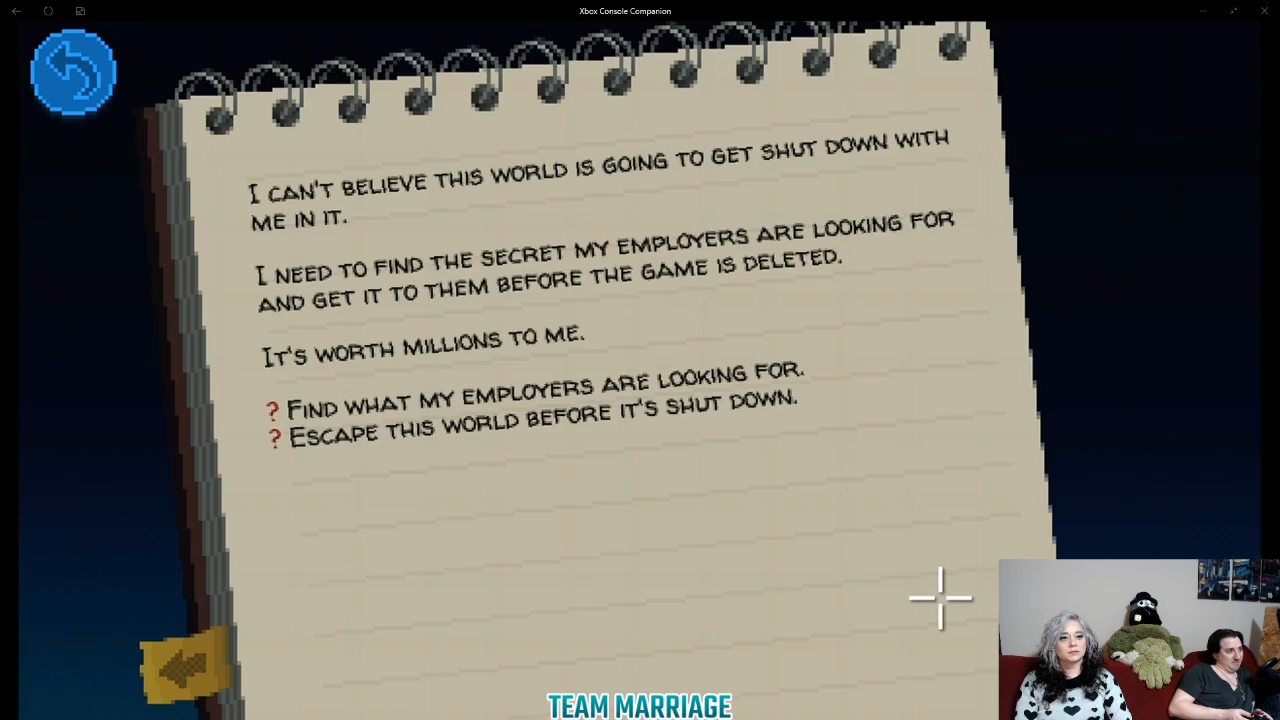 Xbox Console Companion
I CAN'T BELIEVE THIS WORLD IS GOING TO GET SHUT DOWN WITH
ME IN IT.
I NEED TO FIND THE SECRET MY EMPLOYERS ARE LOOKING FOR
AND GET IT TO THEM BEFORE THE GAME IS DELETED.
IT'S WORTH MILLIONS TO ME.
? FIND WHAT MY EMPLOYERS ARE LOOKING FOR.
? ESCAPE THIS WORLD BEFORE IT'S SHUT DOWN.
TEAM MARRIAGE